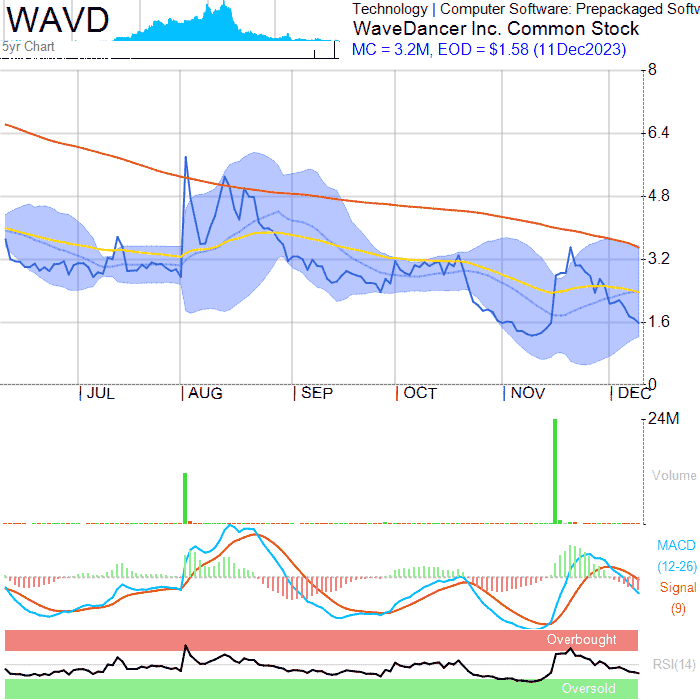 WAVD
Technology | Computer Software: Prepackaged Softw
WaveDancer Inc. Common Stock
MC = 3.2M, EOD = $1.58 (11Dec2023)
5yr Chart
8
6.4
4.8
3.2
1.6
0
JUL AUG SEP OCT NOV DEC
24M
Volume
MACD
(12-26)
Signal
(9)
Overbought
RSI(14)
Oversold